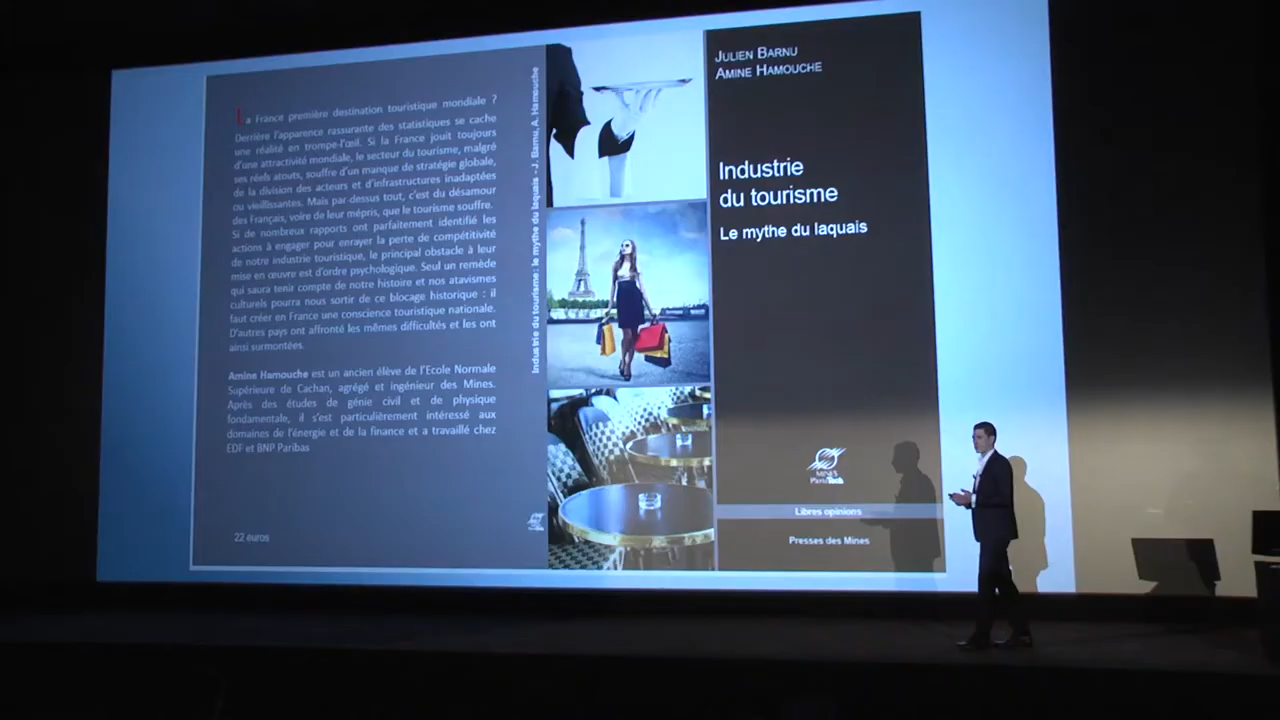 La France première destination touristique mondiale ?
Derrière l'apparence rassurante des statistiques se cache
une réalité en trompe-l'œil. Si la France jouit toujours
d'une attractivité mondiale, le secteur du tourisme, malgré
ses réels atouts, souffre d'un manque de stratégie globale,
de la division des acteurs et d'infrastructures inadaptées
ou vieillissantes. Mais par-dessus tout, c'est du désamour
des Français, voire de leur mépris, que le tourisme souffre.
Si de nombreux rapports ont parfaitement identifié les
actions à engager pour enrayer la perte de compétitivité
de notre industrie touristique, le principal obstacle à leur
mise en œuvre est d'ordre psychologique. Seul un remède
qui saura tenir compte de notre histoire et nos atavismes
culturels pourra nous sortir de ce blocage historique : il
faut créer en France une conscience touristique nationale.
D'autres pays ont affronté les mêmes difficultés et les ont
ainsi surmontées.
Amine Hamouche est un ancien élève de l'Ecole Normale
Supérieure de Cachan, agrégé et ingénieur des Mines.
Après des études de génie civil et de physique
fondamentale, il s'est particulièrement intéressé aux
domaines de l'énergie et de la finance et a travaillé chez
EDF et BNP Paribas
22 euros
Industrie du tourisme : le mythe du laquais - J. Barnu, A. Hamouche
JULIEN BARNU
AMINE HAMOUCHE
Industrie
du tourisme
Le mythe du laquais
MINES
ParisTech
Libres opinions
Presses des Mines